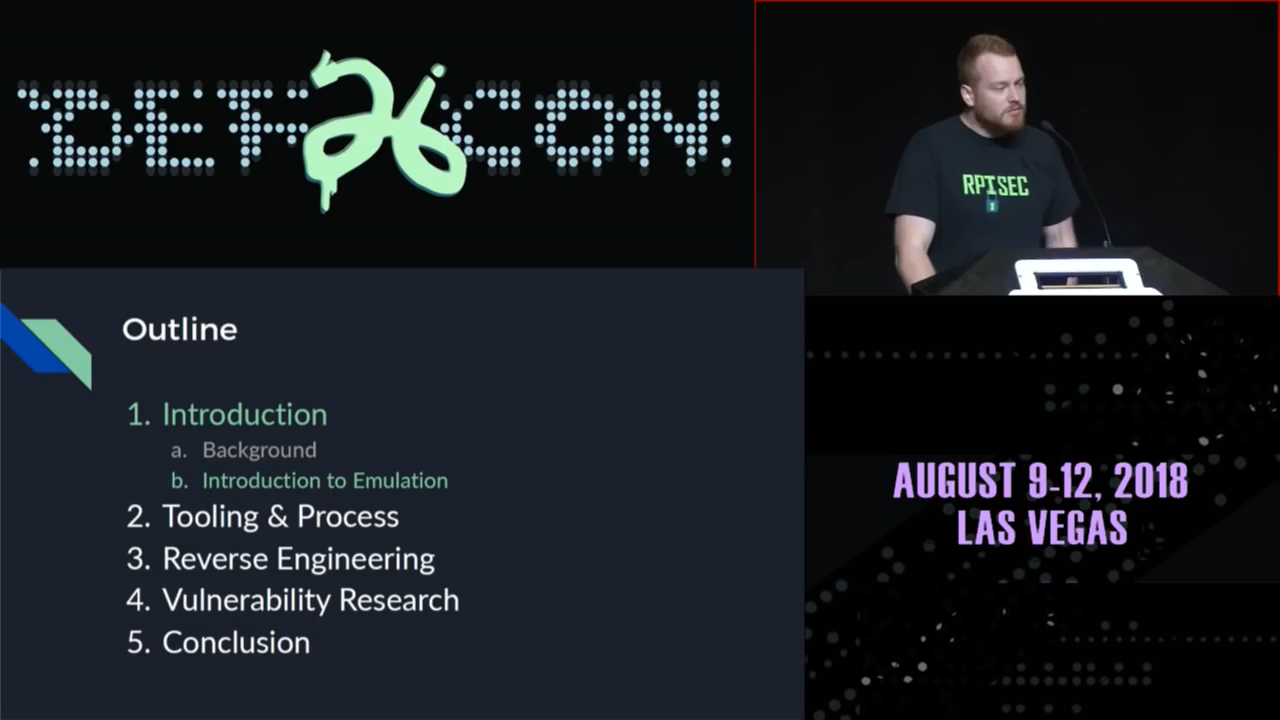 DEF CON
26
RPISEC
Outline
1. Introduction
a. Background
b. Introduction to Emulation
2. Tooling & Process
3. Reverse Engineering
4. Vulnerability Research
5. Conclusion
AUGUST 9-12, 2018
LAS VEGAS